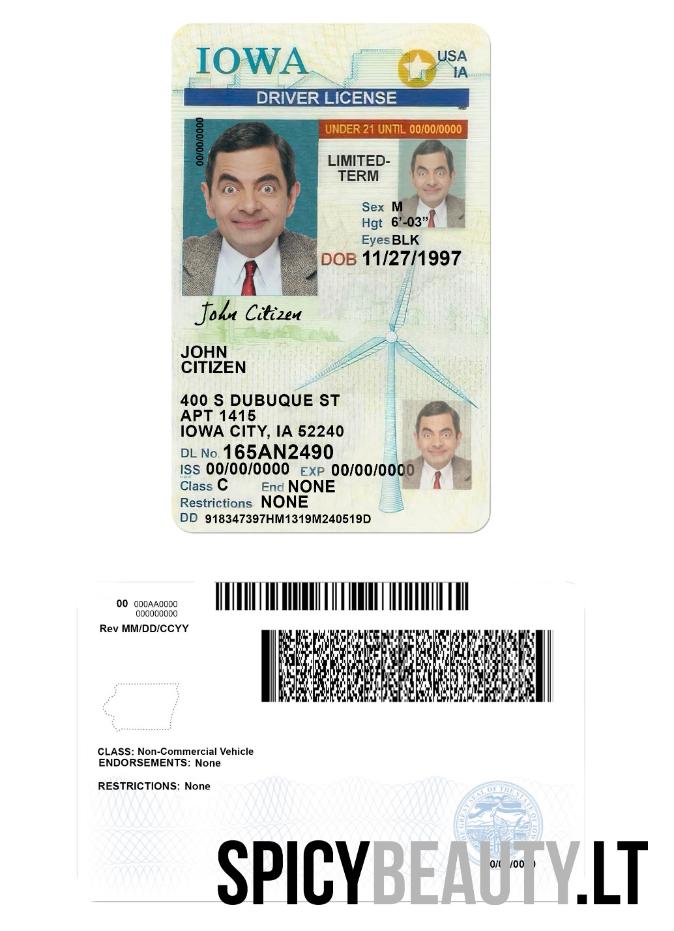 IOWA
USA
IA
DRIVER LICENSE
00/00/0000
UNDER 21 UNTIL 00/00/0000
LIMITED-
TERM
Sex M
Hgt 6'-03"
Eyes BLK
DOB 11/27/1997
John Citizen
JOHN
CITIZEN
400 S DUBUQUE ST
APT 1415
IOWA CITY, IA 52240
DL No. 165AN2490
ISS 00/00/0000 EXP 00/00/0000
Class C End NONE
Restrictions NONE
DD 918347397HM1319M240519D
00 000AA0000
000000000
Rev MM/DD/CCYY
CLASS: Non-Commercial Vehicle
ENDORSEMENTS: None
RESTRICTIONS: None
SPICYBEAUTY.LT